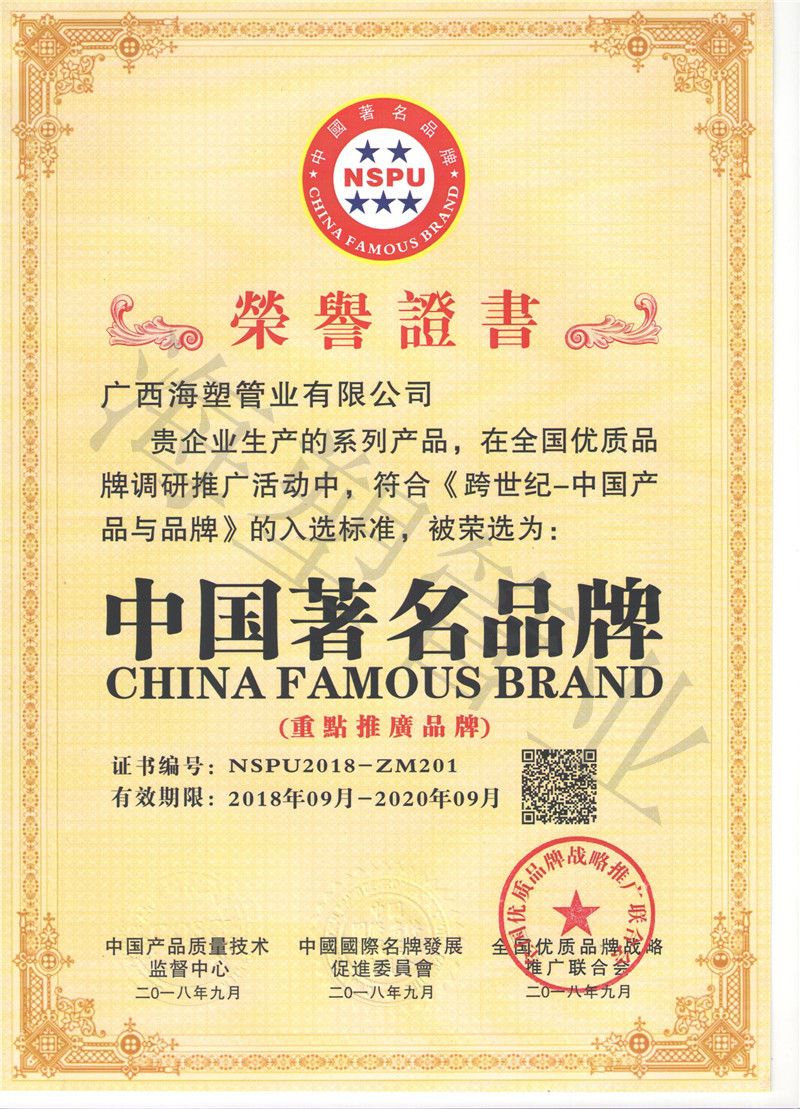 中國著名品牌
NSPU
CHINA FAMOUS BRAND
榮譽證書
广西海塑管业有限公司
贵企业生产的系列产品，在全国优质品
牌调研推广活动中，符合《跨世纪-中国产
品与品牌》的入选标准，被荣选为：
中国著名品牌
CHINA FAMOUS BRAND
(重點推廣品牌)
证书编号：NSPU2018-ZM201
有效期限：2018年09月-2020年09月
中国产品质量技术
监督中心
二〇一八年九月
中國國際名牌發展
促進委員會
二〇一八年九月
全国优质品牌战略
推广联合会
二〇一八年九月
全国优质品牌战略推广联合会
海塑管业